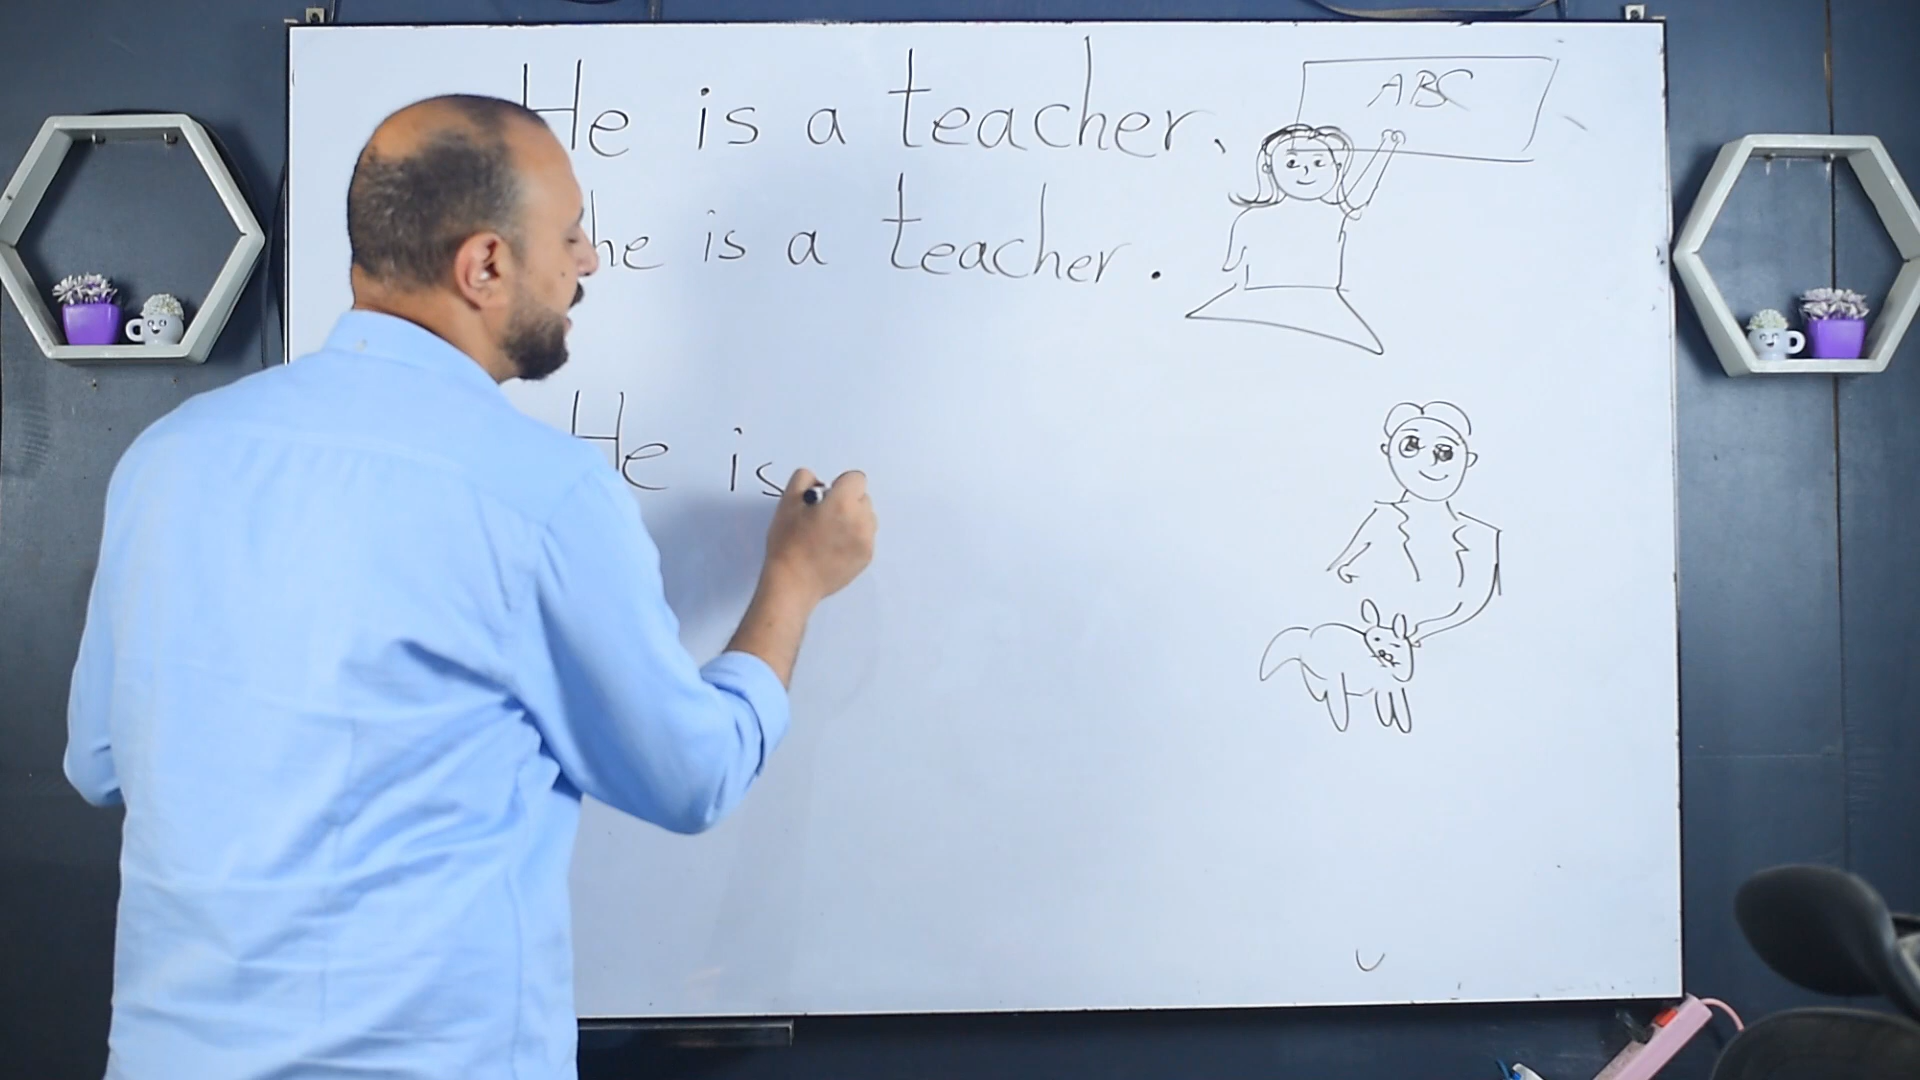 He is a teacher.
ABC
he is a teacher.
He is